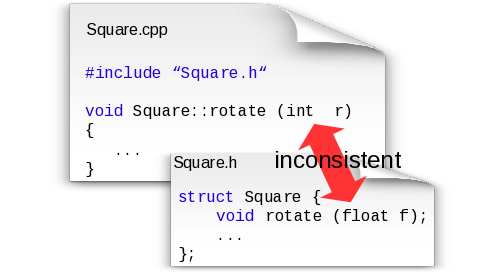 Square.cpp
#include “Square.h“
void Square::rotate (int  r)
{
   ...
}
inconsistent
Square.h
struct Square {
    void rotate (float f);
    ...
};